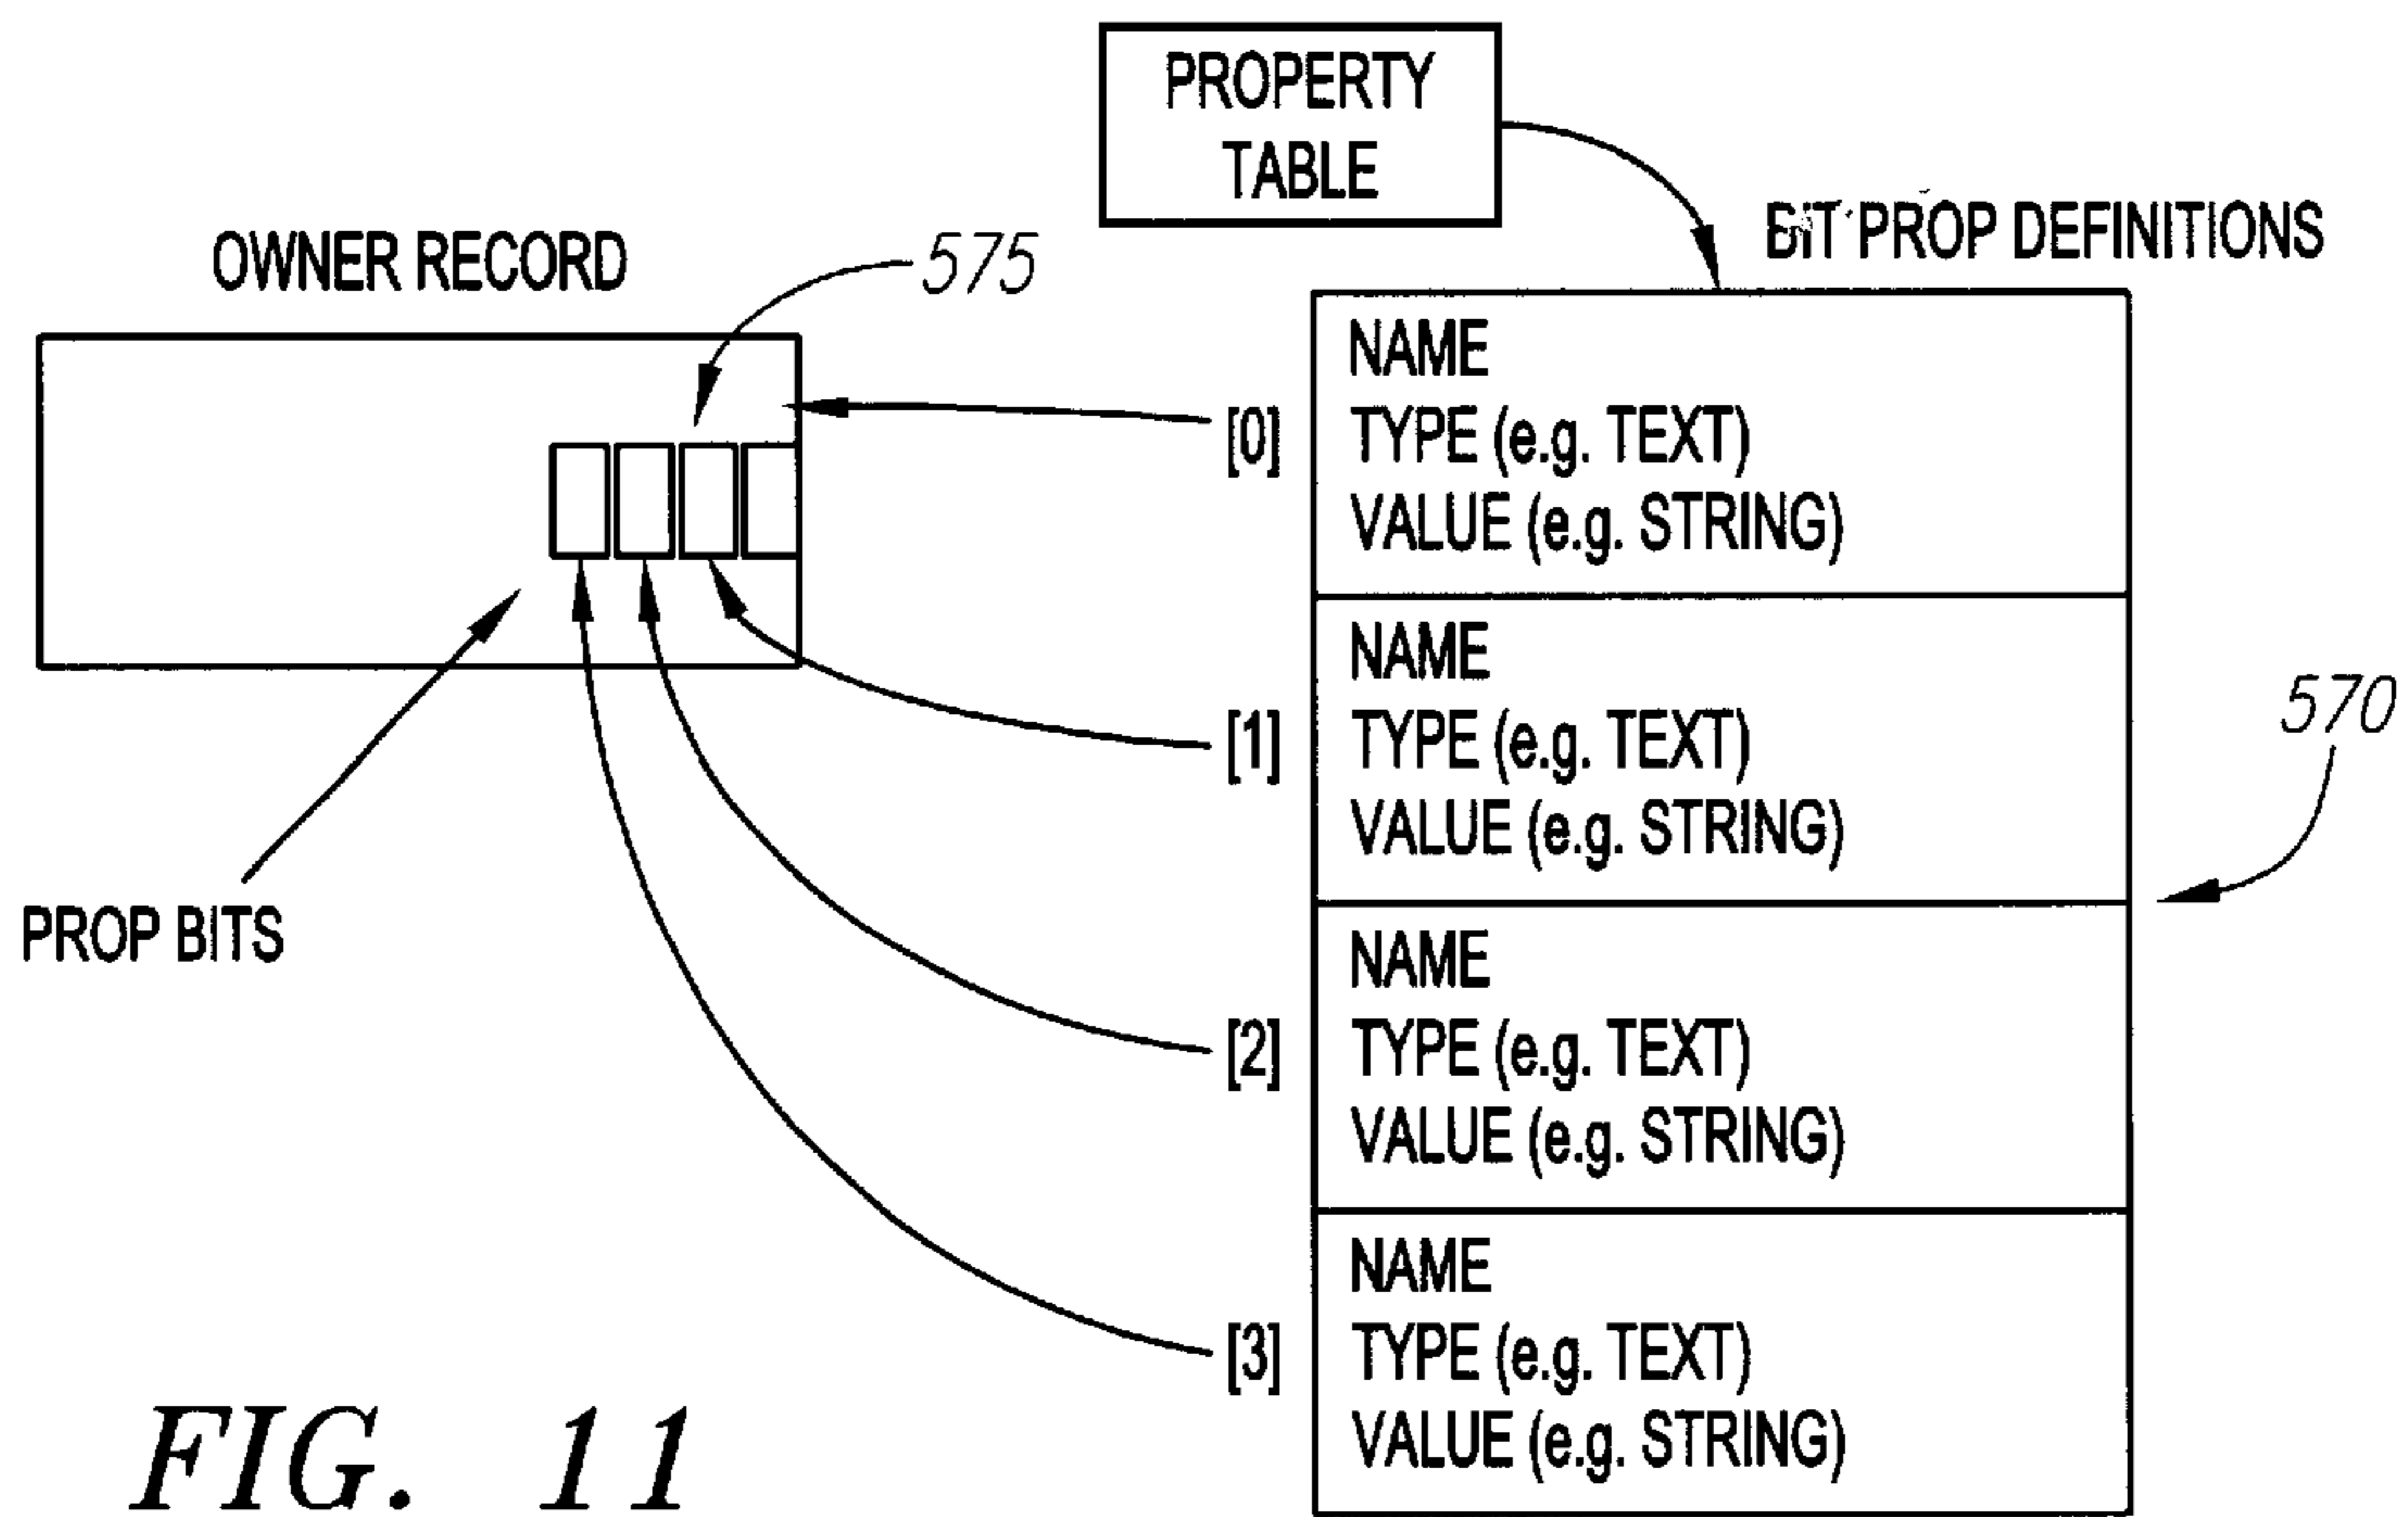 PROPERTY
TABLE
OWNER RECORD
575
BIT PROP DEFINITIONS
[0]
NAME
TYPE (e.g. TEXT)
VALUE (e.g. STRING)
[1]
NAME
TYPE (e.g. TEXT)
VALUE (e.g. STRING)
570
PROP BITS
[2]
NAME
TYPE (e.g. TEXT)
VALUE (e.g. STRING)
[3]
NAME
TYPE (e.g. TEXT)
VALUE (e.g. STRING)
FIG. 11